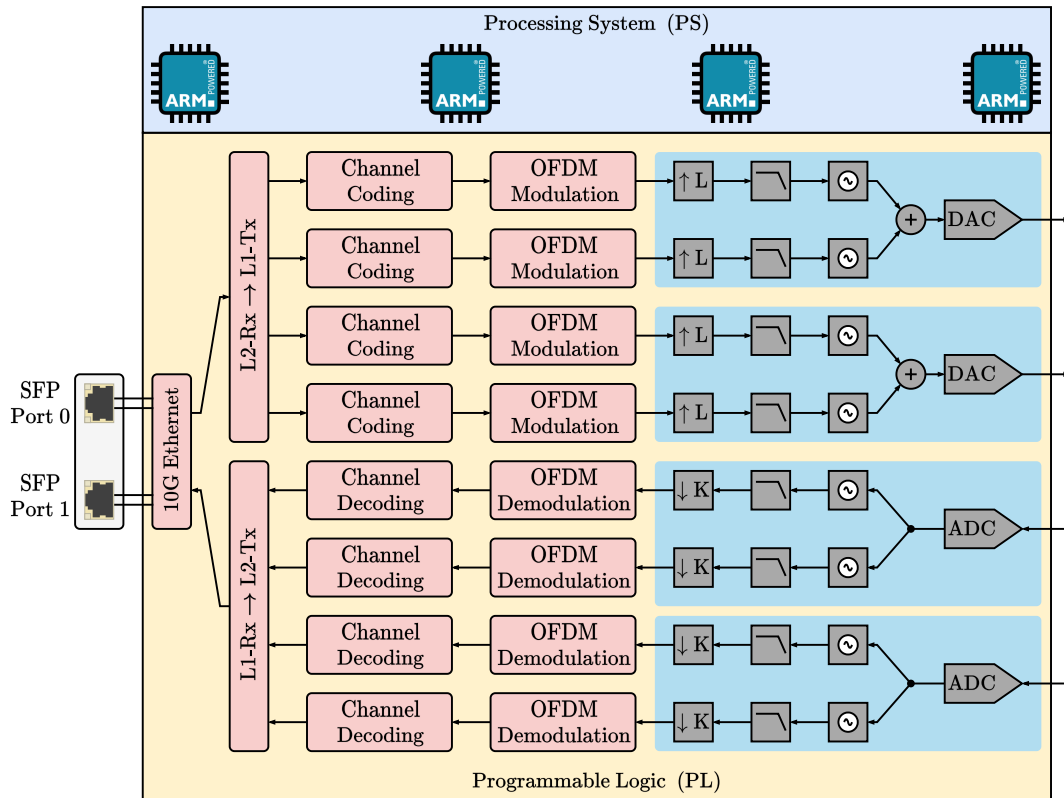 Processing System (PS)
ARM POWERED ®
ARM POWERED ®
ARM POWERED ®
ARM POWERED ®
SFP
Port 0
SFP
Port 1
10G Ethernet
L2-Rx → L1-Tx
Channel
Coding
OFDM
Modulation
↑ L
Channel
Coding
OFDM
Modulation
↑ L
+
DAC
Channel
Coding
OFDM
Modulation
↑ L
Channel
Coding
OFDM
Modulation
↑ L
+
DAC
L1-Rx → L2-Tx
Channel
Decoding
OFDM
Demodulation
↓ K
Channel
Decoding
OFDM
Demodulation
↓ K
ADC
Channel
Decoding
OFDM
Demodulation
↓ K
Channel
Decoding
OFDM
Demodulation
↓ K
ADC
Programmable Logic (PL)